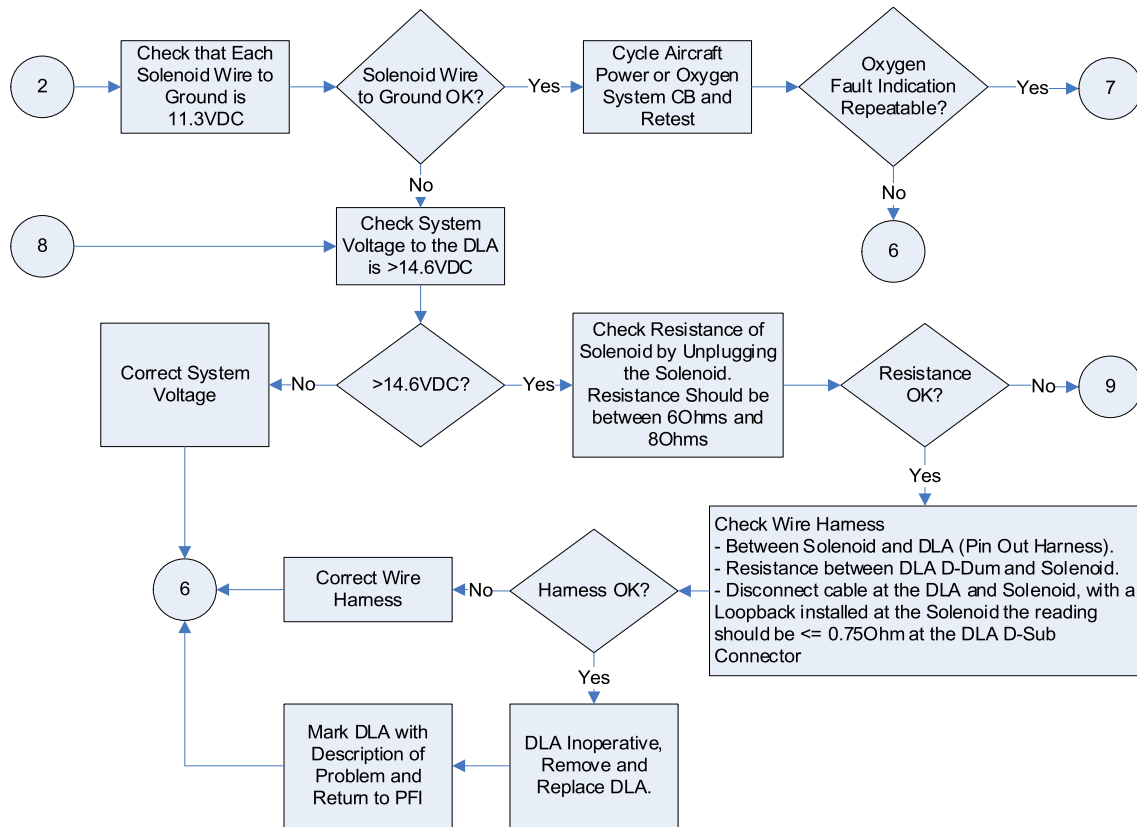 2
Check that Each
Solenoid Wire to
Ground is
11.3VDC
Solenoid Wire
to Ground OK?
Yes
Cycle Aircraft
Power or Oxygen
System CB and
Retest
Oxygen
Fault Indication
Repeatable?
Yes
7
No
No
6
8
Check System
Voltage to the DLA
is >14.6VDC
Correct System
Voltage
No
>14.6VDC?
Yes
Check Resistance of
Solenoid by Unplugging
the Solenoid.
Resistance Should be
between 6Ohms and
8Ohms
Resistance
OK?
No
9
Yes
Check Wire Harness
- Between Solenoid and DLA (Pin Out Harness).
- Resistance between DLA D-Dum and Solenoid.
- Disconnect cable at the DLA and Solenoid, with a
Loopback installed at the Solenoid the reading
should be <= 0.75Ohm at the DLA D-Sub
Connector
Harness OK?
No
Correct Wire
Harness
6
Yes
DLA Inoperative,
Remove and
Replace DLA.
Mark DLA with
Description of
Problem and
Return to PFI